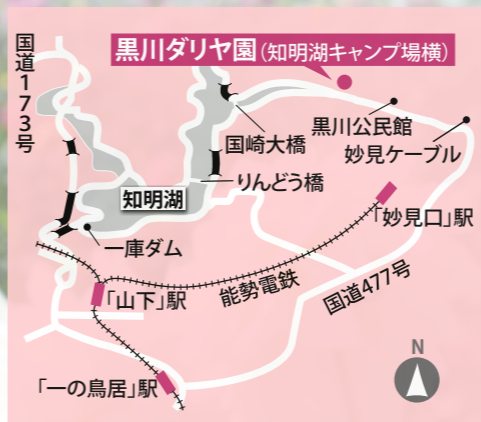 国道173号
黒川ダリヤ園(知明湖キャンプ場横)
黒川公民館
国崎大橋
妙見ケーブル
りんどう橋
知明湖
「妙見口」駅
一庫ダム
能勢電鉄
国道477号
「山下」駅
「一の鳥居」駅
N